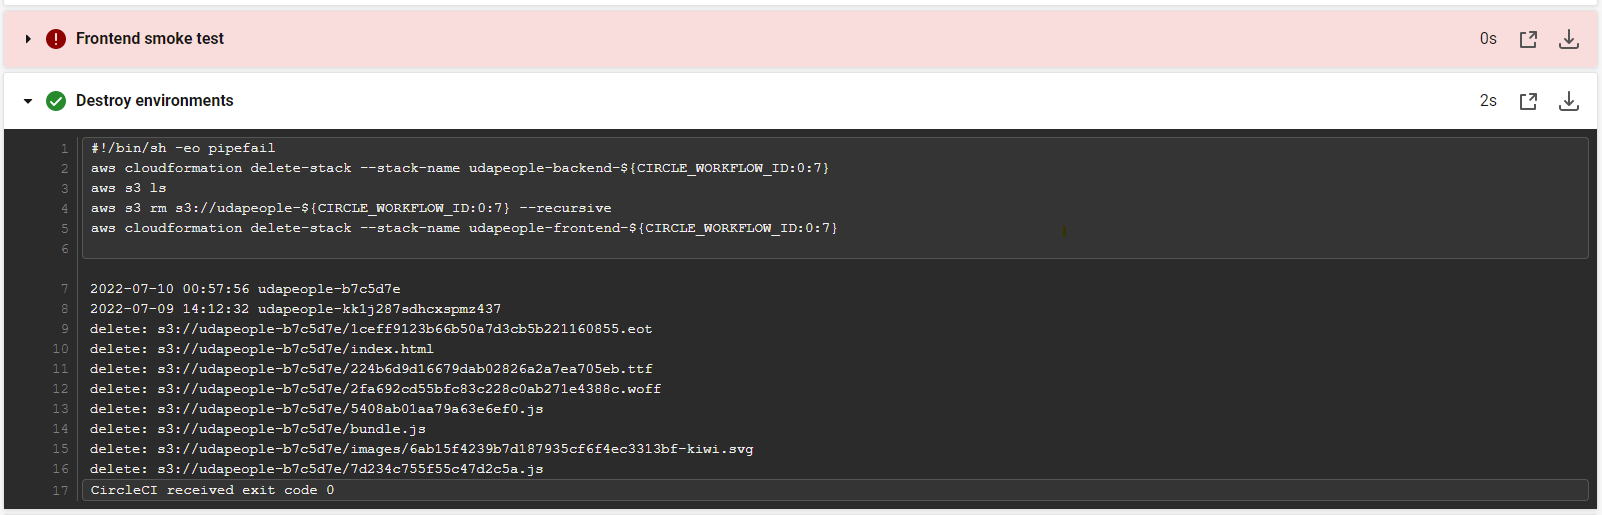 Frontend smoke test 0s
Destroy environments 2s
1 #!/bin/sh -eo pipefail
2 aws cloudformation delete-stack --stack-name udapeople-backend-${CIRCLE_WORKFLOW_ID:0:7}
3 aws s3 ls
4 aws s3 rm s3://udapeople-${CIRCLE_WORKFLOW_ID:0:7} --recursive
5 aws cloudformation delete-stack --stack-name udapeople-frontend-${CIRCLE_WORKFLOW_ID:0:7}
6
7 2022-07-10 00:57:56 udapeople-b7c5d7e
8 2022-07-09 14:12:32 udapeople-kk1j287sdhcxspmz437
9 delete: s3://udapeople-b7c5d7e/1ceff9123b66b50a7d3cb5b221160855.eot
10 delete: s3://udapeople-b7c5d7e/index.html
11 delete: s3://udapeople-b7c5d7e/224b6d9d16679dab02826a2a7ea705eb.ttf
12 delete: s3://udapeople-b7c5d7e/2fa692cd55bfc83c228c0ab271e4388c.woff
13 delete: s3://udapeople-b7c5d7e/5408ab01aa79a63e6ef0.js
14 delete: s3://udapeople-b7c5d7e/bundle.js
15 delete: s3://udapeople-b7c5d7e/images/6ab15f4239b7d187935cf6f4ec3313bf-kiwi.svg
16 delete: s3://udapeople-b7c5d7e/7d234c755f55c47d2c5a.js
17 CircleCI received exit code 0